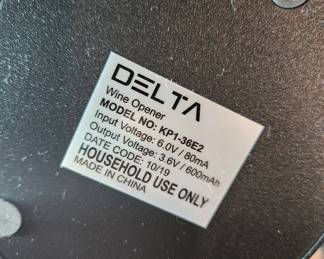 DELTA
Wine Opener
MODEL NO: KP1-36E2
Input Voltage: 6.0V / 80mA
Output Voltage: 3.6V / 600mAh
DATE CODE: 10/19
HOUSEHOLD USE ONLY
MADE IN CHINA